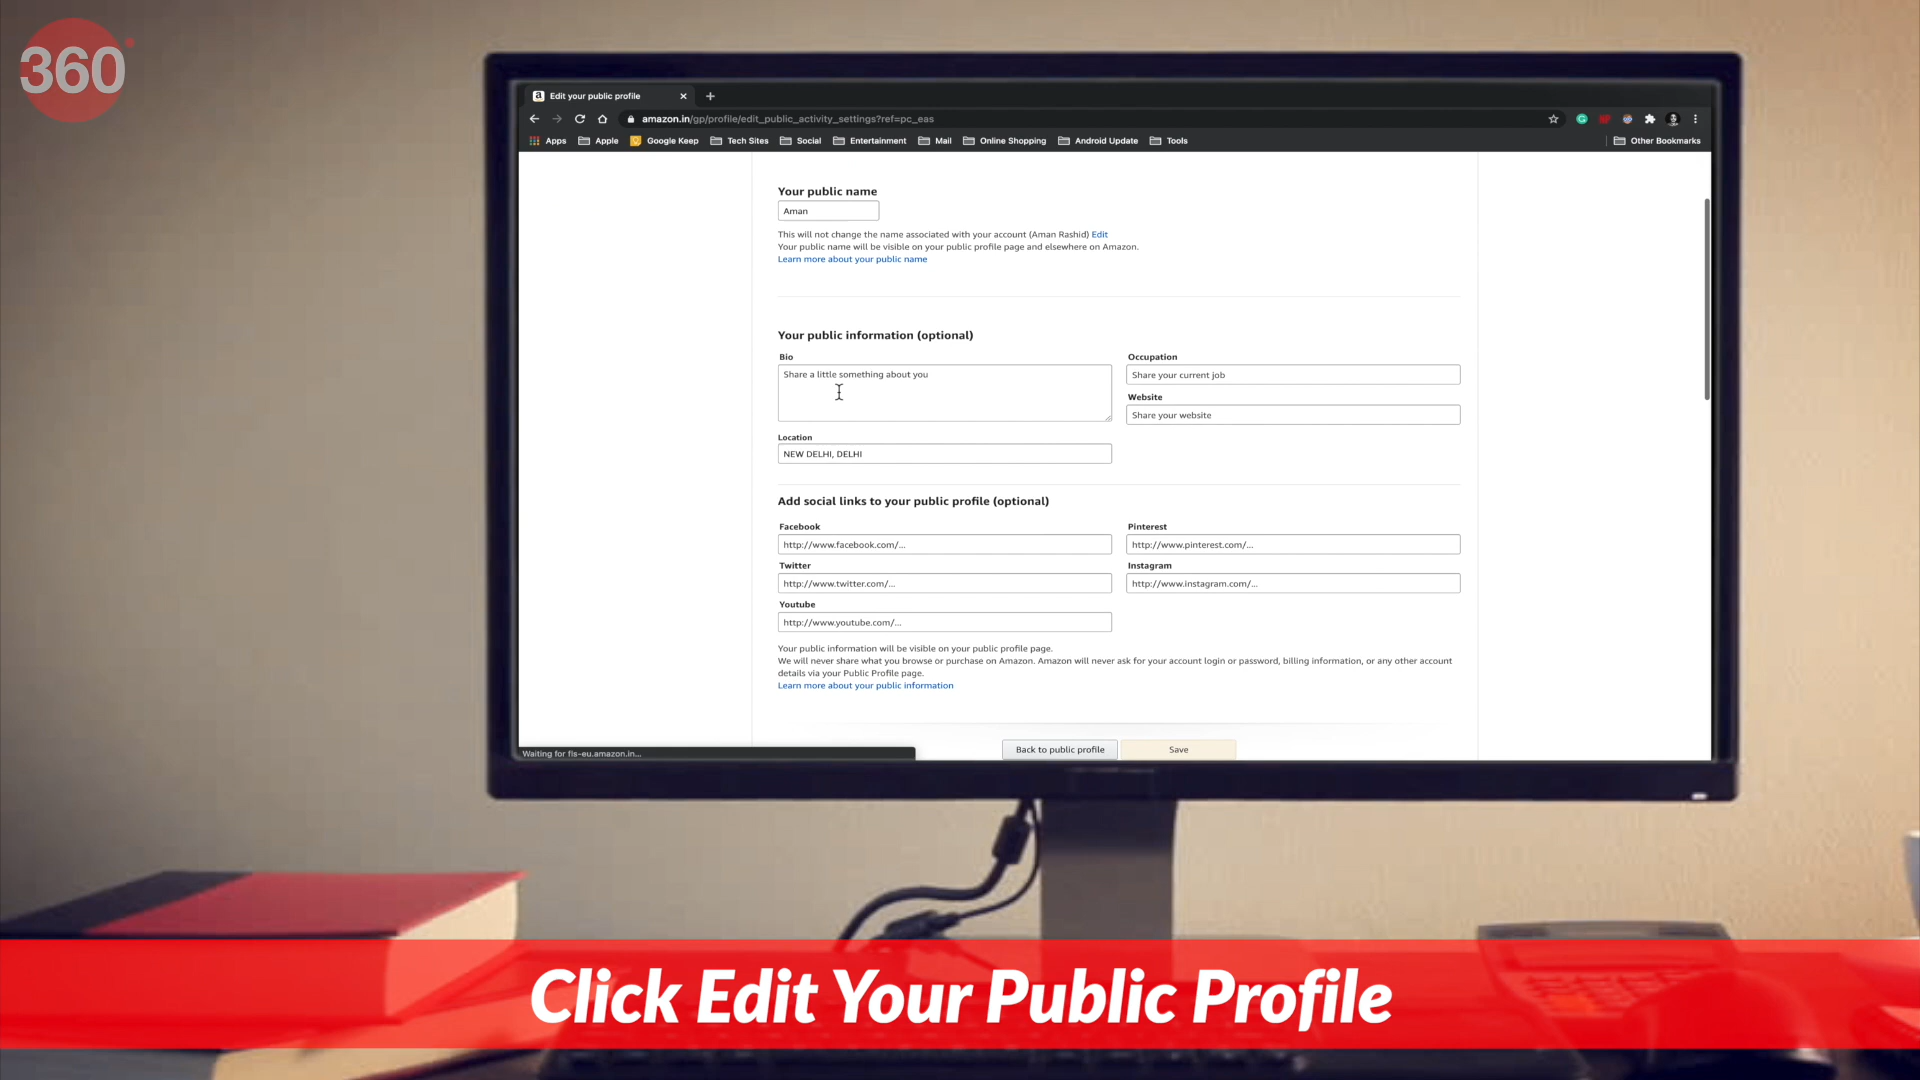 360
Edit your public profile
amazon.in/gp/profile/edit_public_activity_settings?ref=pc_eas
Apps Apple Google Keep Tech Sites Social Entertainment Mail Online Shopping Android Update Tools Other Bookmarks
Your public name
Aman
This will not change the name associated with your account (Aman Rashid) Edit
Your public name will be visible on your public profile page and elsewhere on Amazon.
Learn more about your public name
Your public information (optional)
Bio
Share a little something about you
Occupation
Share your current job
Website
Share your website
Location
NEW DELHI, DELHI
Add social links to your public profile (optional)
Facebook
http://www.facebook.com/...
Pinterest
http://www.pinterest.com/...
Twitter
http://www.twitter.com/...
Instagram
http://www.instagram.com/...
Youtube
http://www.youtube.com/...
Your public information will be visible on your public profile page.
We will never share what you browse or purchase on Amazon. Amazon will never ask for your account login or password, billing information, or any other account
details via your Public Profile page.
Learn more about your public information
Back to public profile Save
Waiting for fls-eu.amazon.in...
Click Edit Your Public Profile